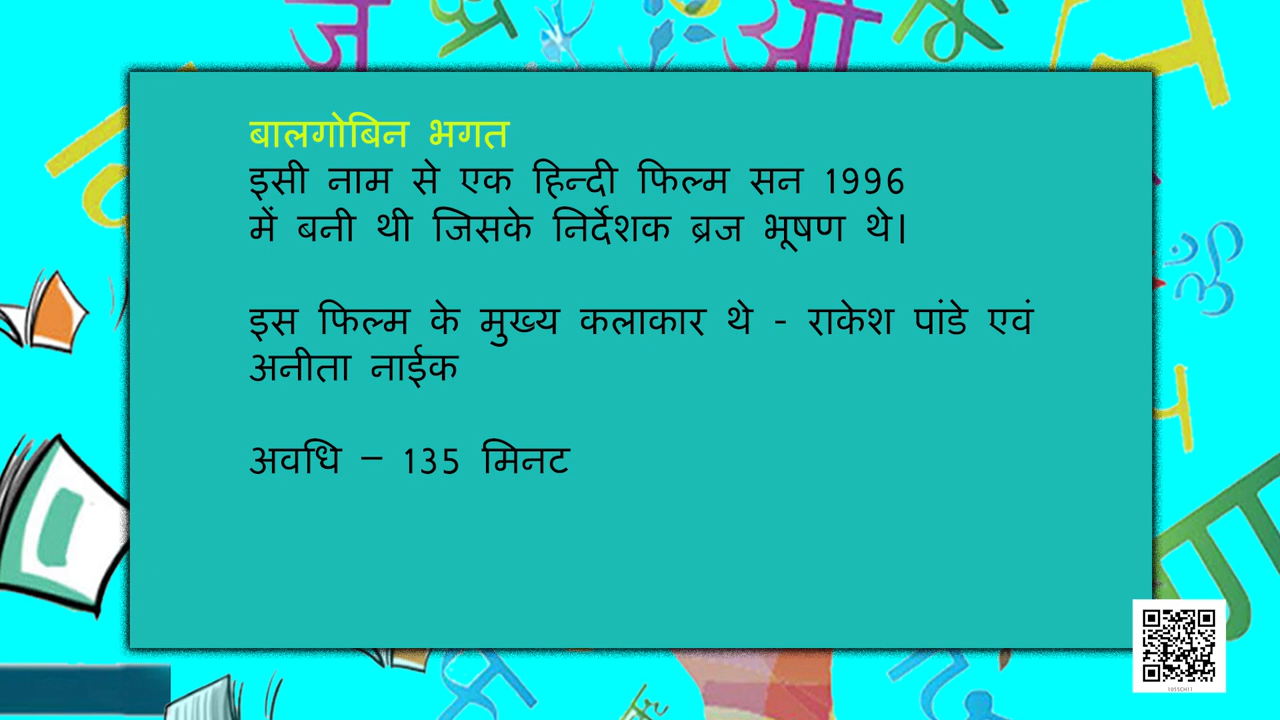 बालगोबिन भगत
इसी नाम से एक हिन्दी फिल्म सन 1996
में बनी थी जिसके निर्देशक ब्रज भूषण थे।
इस फिल्म के मुख्य कलाकार थे - राकेश पांडे एवं
अनीता नाईक
अवधि – 135 मिनट